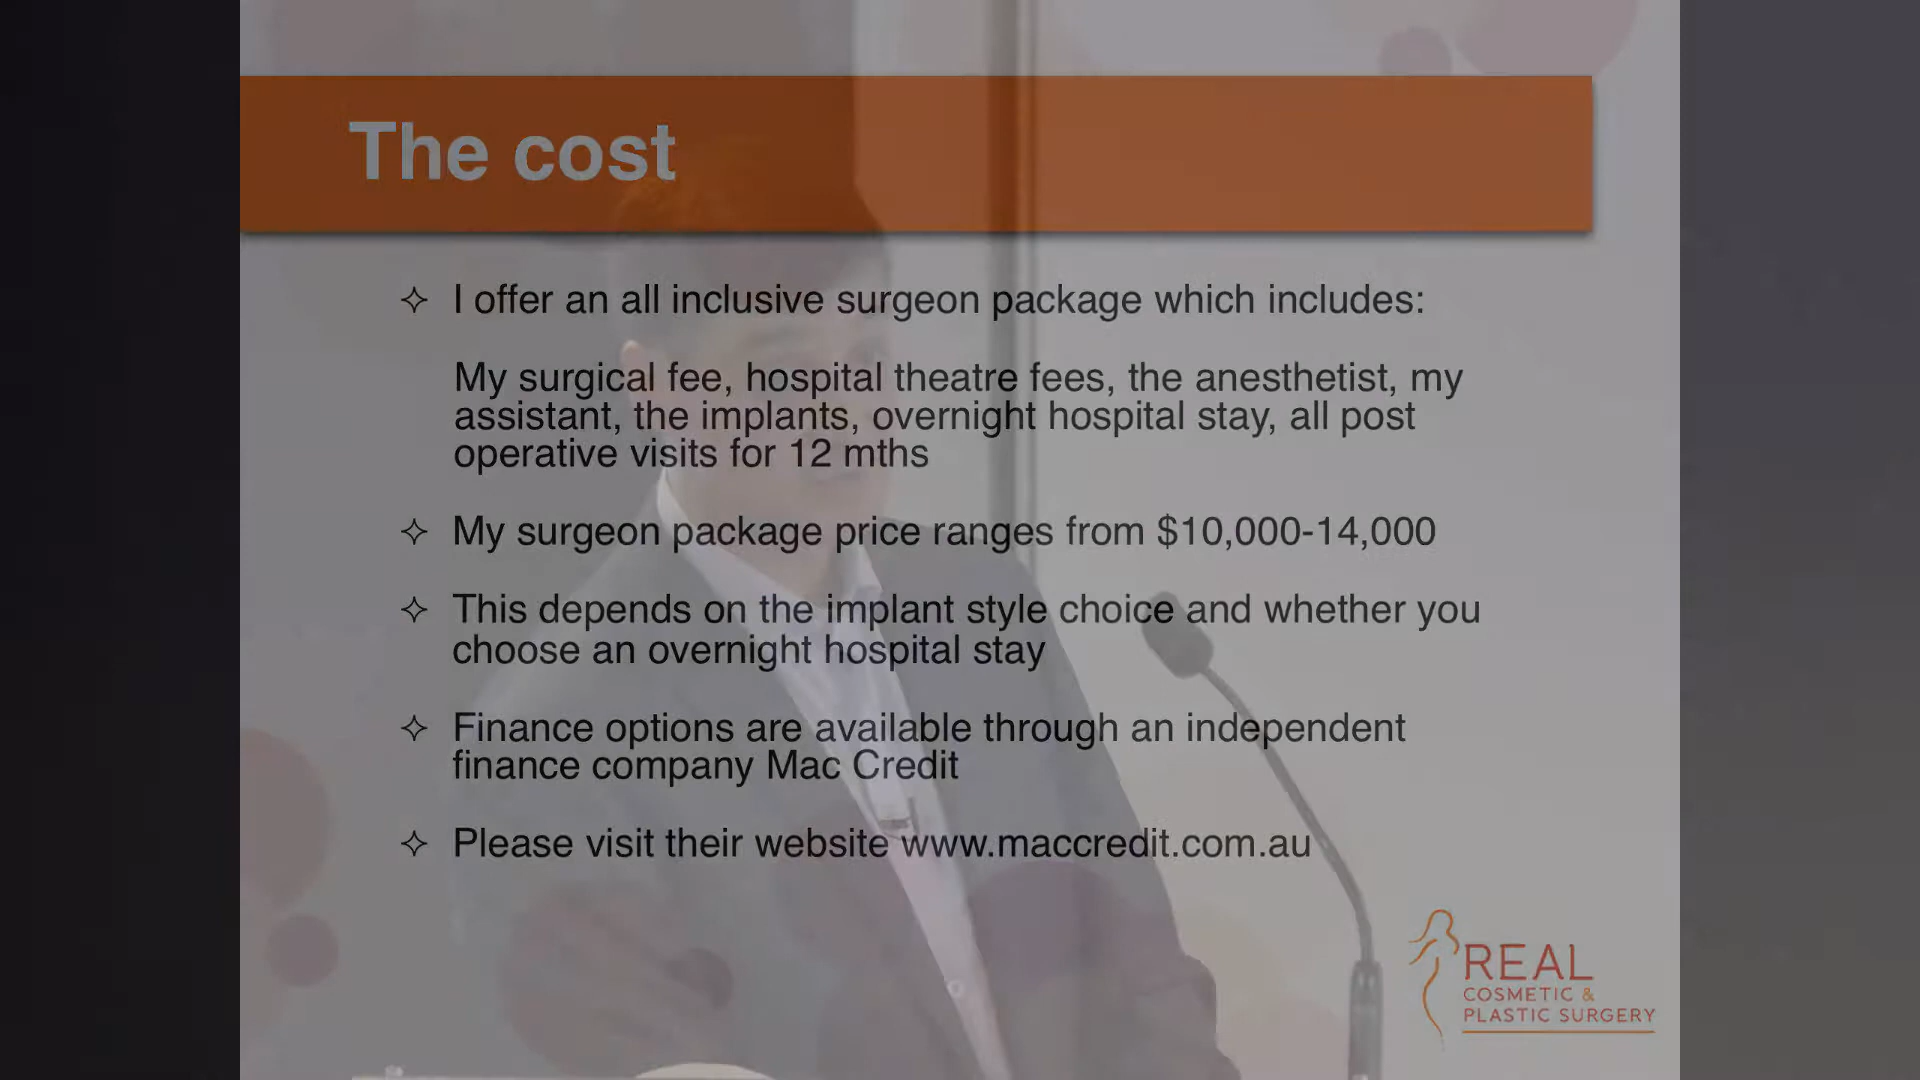 The cost
I offer an all inclusive surgeon package which includes:
My surgical fee, hospital theatre fees, the anesthetist, my
assistant, the implants, overnight hospital stay, all post
operative visits for 12 mths
My surgeon package price ranges from $10,000-14,000
This depends on the implant style choice and whether you
choose an overnight hospital stay
Finance options are available through an independent
finance company Mac Credit
Please visit their website www.maccredit.com.au
REAL
COSMETIC &
PLASTIC SURGERY